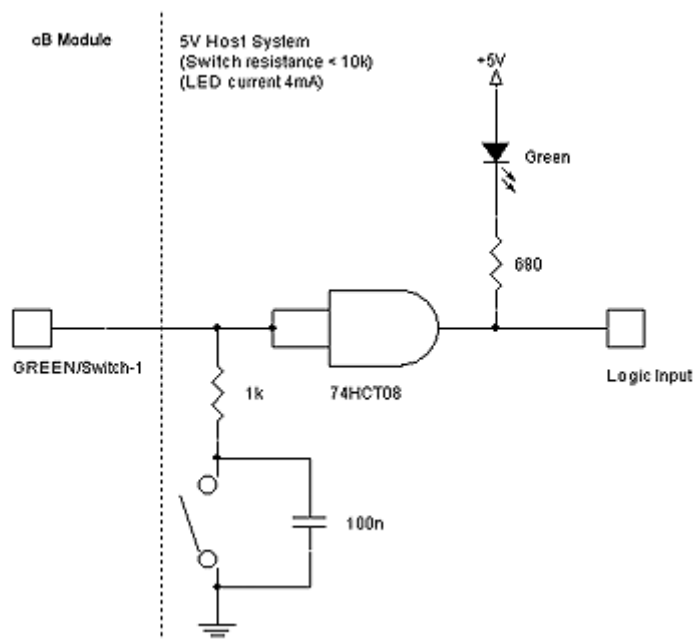 oB Module
5V Host System
(Switch resistance < 10k)
(LED current 4mA)
+5V
Green
680
GREEN/Switch-1
1k
74HCT08
Logic Input
100n